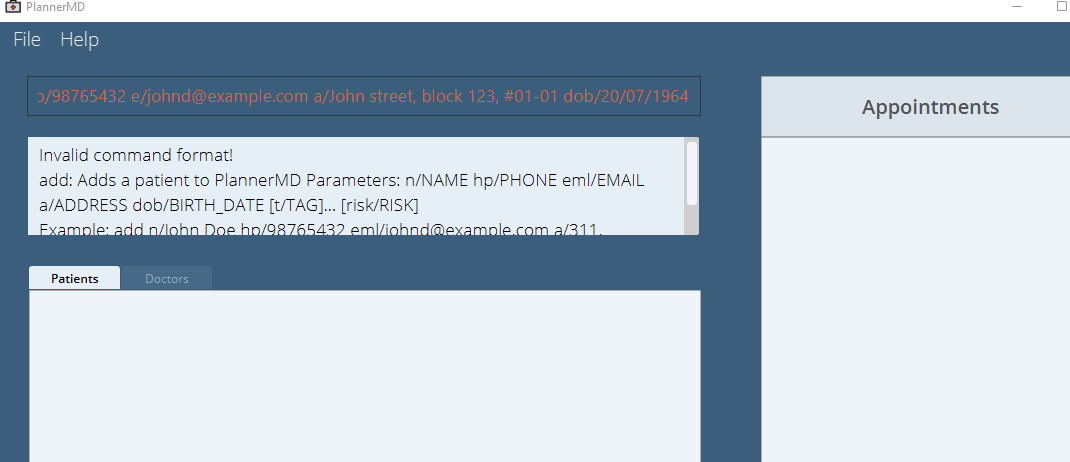 PlannerMD
File Help
p/98765432 e/johnd@example.com a/John street, block 123, #01-01 dob/20/07/1964
Appointments
Invalid command format!
add: Adds a patient to PlannerMD Parameters: n/NAME hp/PHONE eml/EMAIL
a/ADDRESS dob/BIRTH_DATE [t/TAG]... [risk/RISK]
Example: add n/John Doe hp/98765432 eml/johnd@example.com a/311,
Patients Doctors